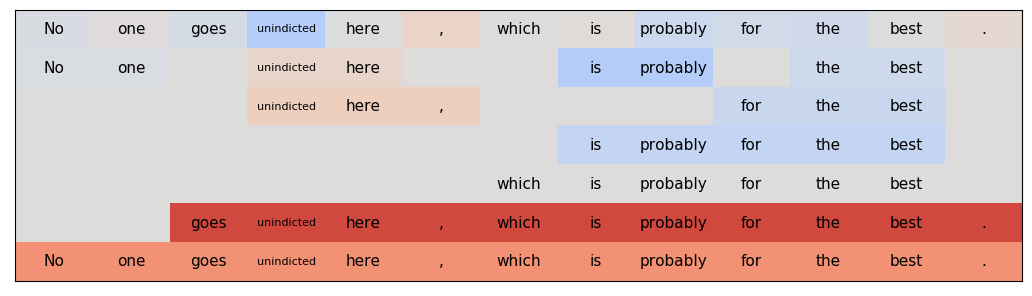 No one goes unindicted here , which is probably for the best .
No one unindicted here is probably the best
unindicted here , for the best
is probably for the best
which is probably for the best
goes unindicted here , which is probably for the best .
No one goes unindicted here , which is probably for the best .